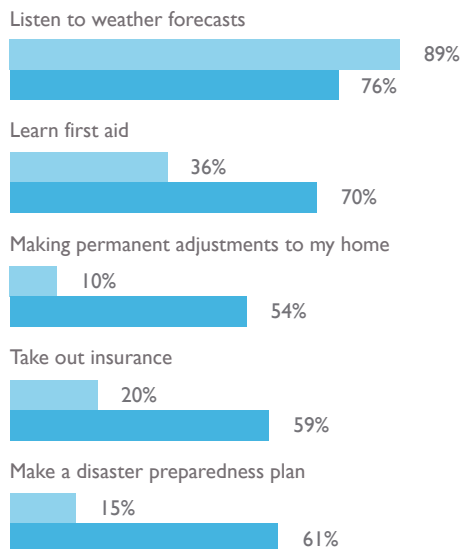 Listen to weather forecasts
89%
76%
Learn first aid
36%
70%
Making permanent adjustments to my home
10%
54%
Take out insurance
20%
59%
Make a disaster preparedness plan
15%
61%